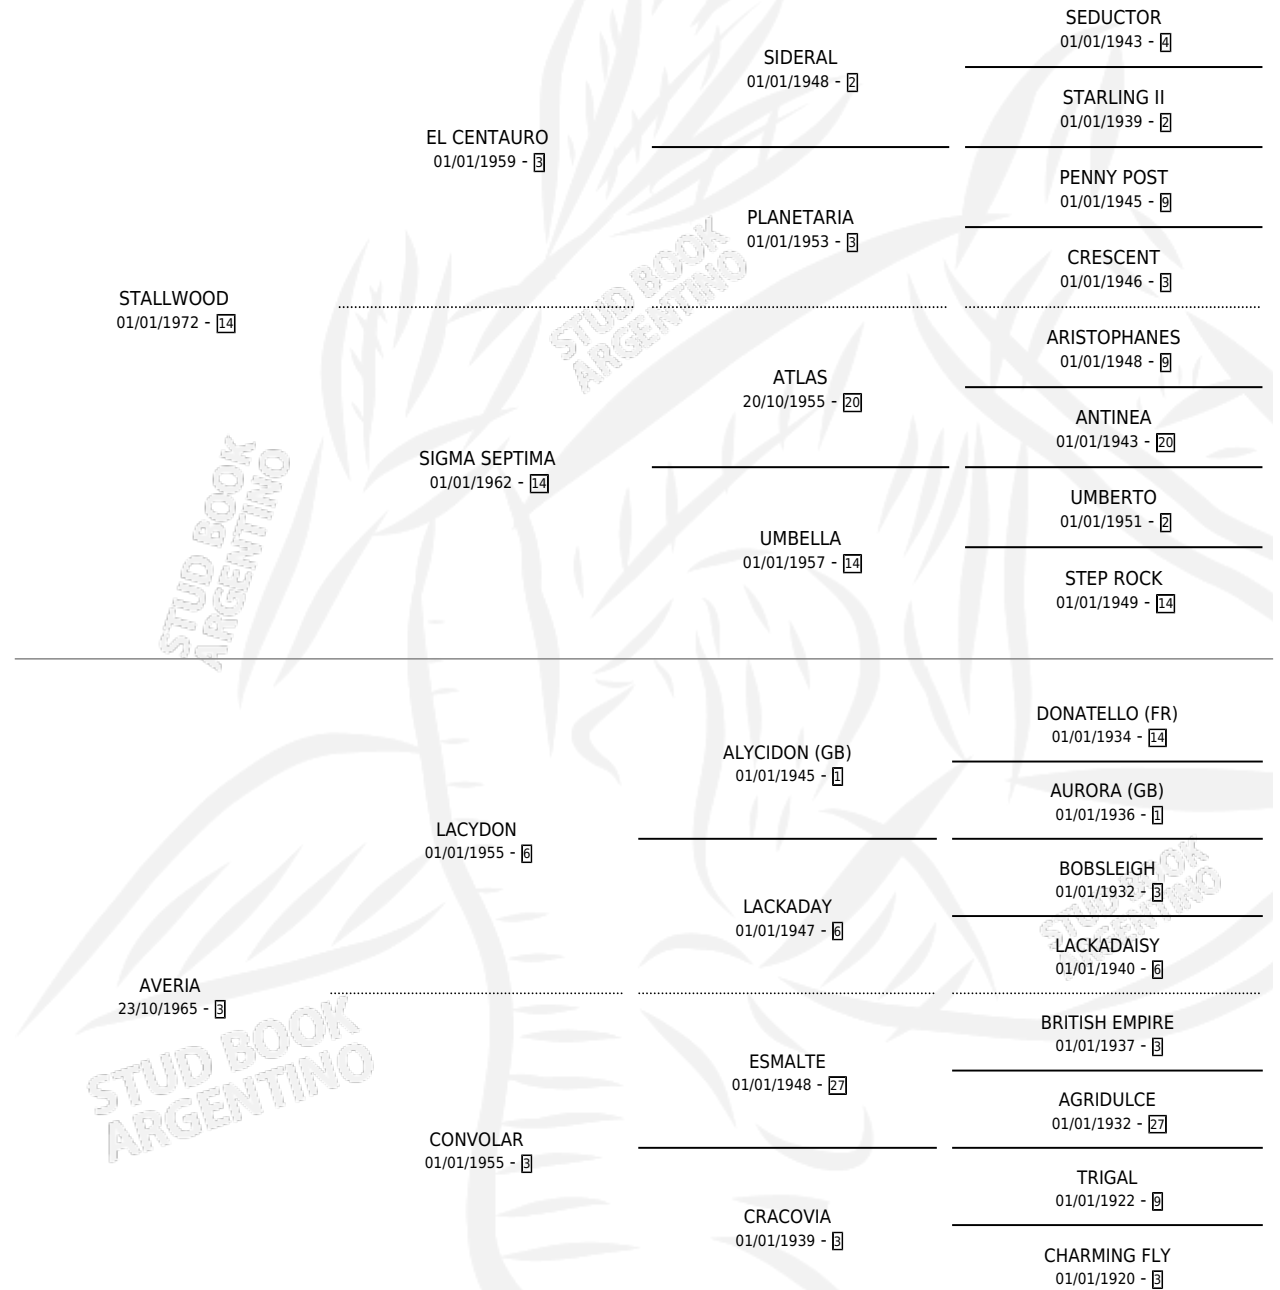 STALLWOOD
01/01/1972 - 14
EL CENTAURO
01/01/1959 - 3
SIDERAL
01/01/1948 - 2
SEDUCTOR
01/01/1943 - 4
STARLING II
01/01/1939 - 2
PLANETARIA
01/01/1953 - 3
PENNY POST
01/01/1945 - 9
CRESCENT
01/01/1946 - 3
SIGMA SEPTIMA
01/01/1962 - 14
ATLAS
20/10/1955 - 20
ARISTOPHANES
01/01/1948 - 9
ANTINEA
01/01/1943 - 20
UMBELLA
01/01/1957 - 14
UMBERTO
01/01/1951 - 2
STEP ROCK
01/01/1949 - 14
AVERIA
23/10/1965 - 3
LACYDON
01/01/1955 - 6
ALYCIDON (GB)
01/01/1945 - 1
DONATELLO (FR)
01/01/1934 - 14
AURORA (GB)
01/01/1936 - 1
LACKADAY
01/01/1947 - 6
BOBSLEIGH
01/01/1932 - 3
LACKADAISY
01/01/1940 - 6
CONVOLAR
01/01/1955 - 3
ESMALTE
01/01/1948 - 27
BRITISH EMPIRE
01/01/1937 - 3
AGRIDULCE
01/01/1932 - 27
CRACOVIA
01/01/1939 - 3
TRIGAL
01/01/1922 - 9
CHARMING FLY
01/01/1920 - 3
STUD BOOK
ARGENTINO
STUD BOOK
ARGENTINO
STUD BOOK
ARGENTINO
STUD BOOK
ARGENTINO